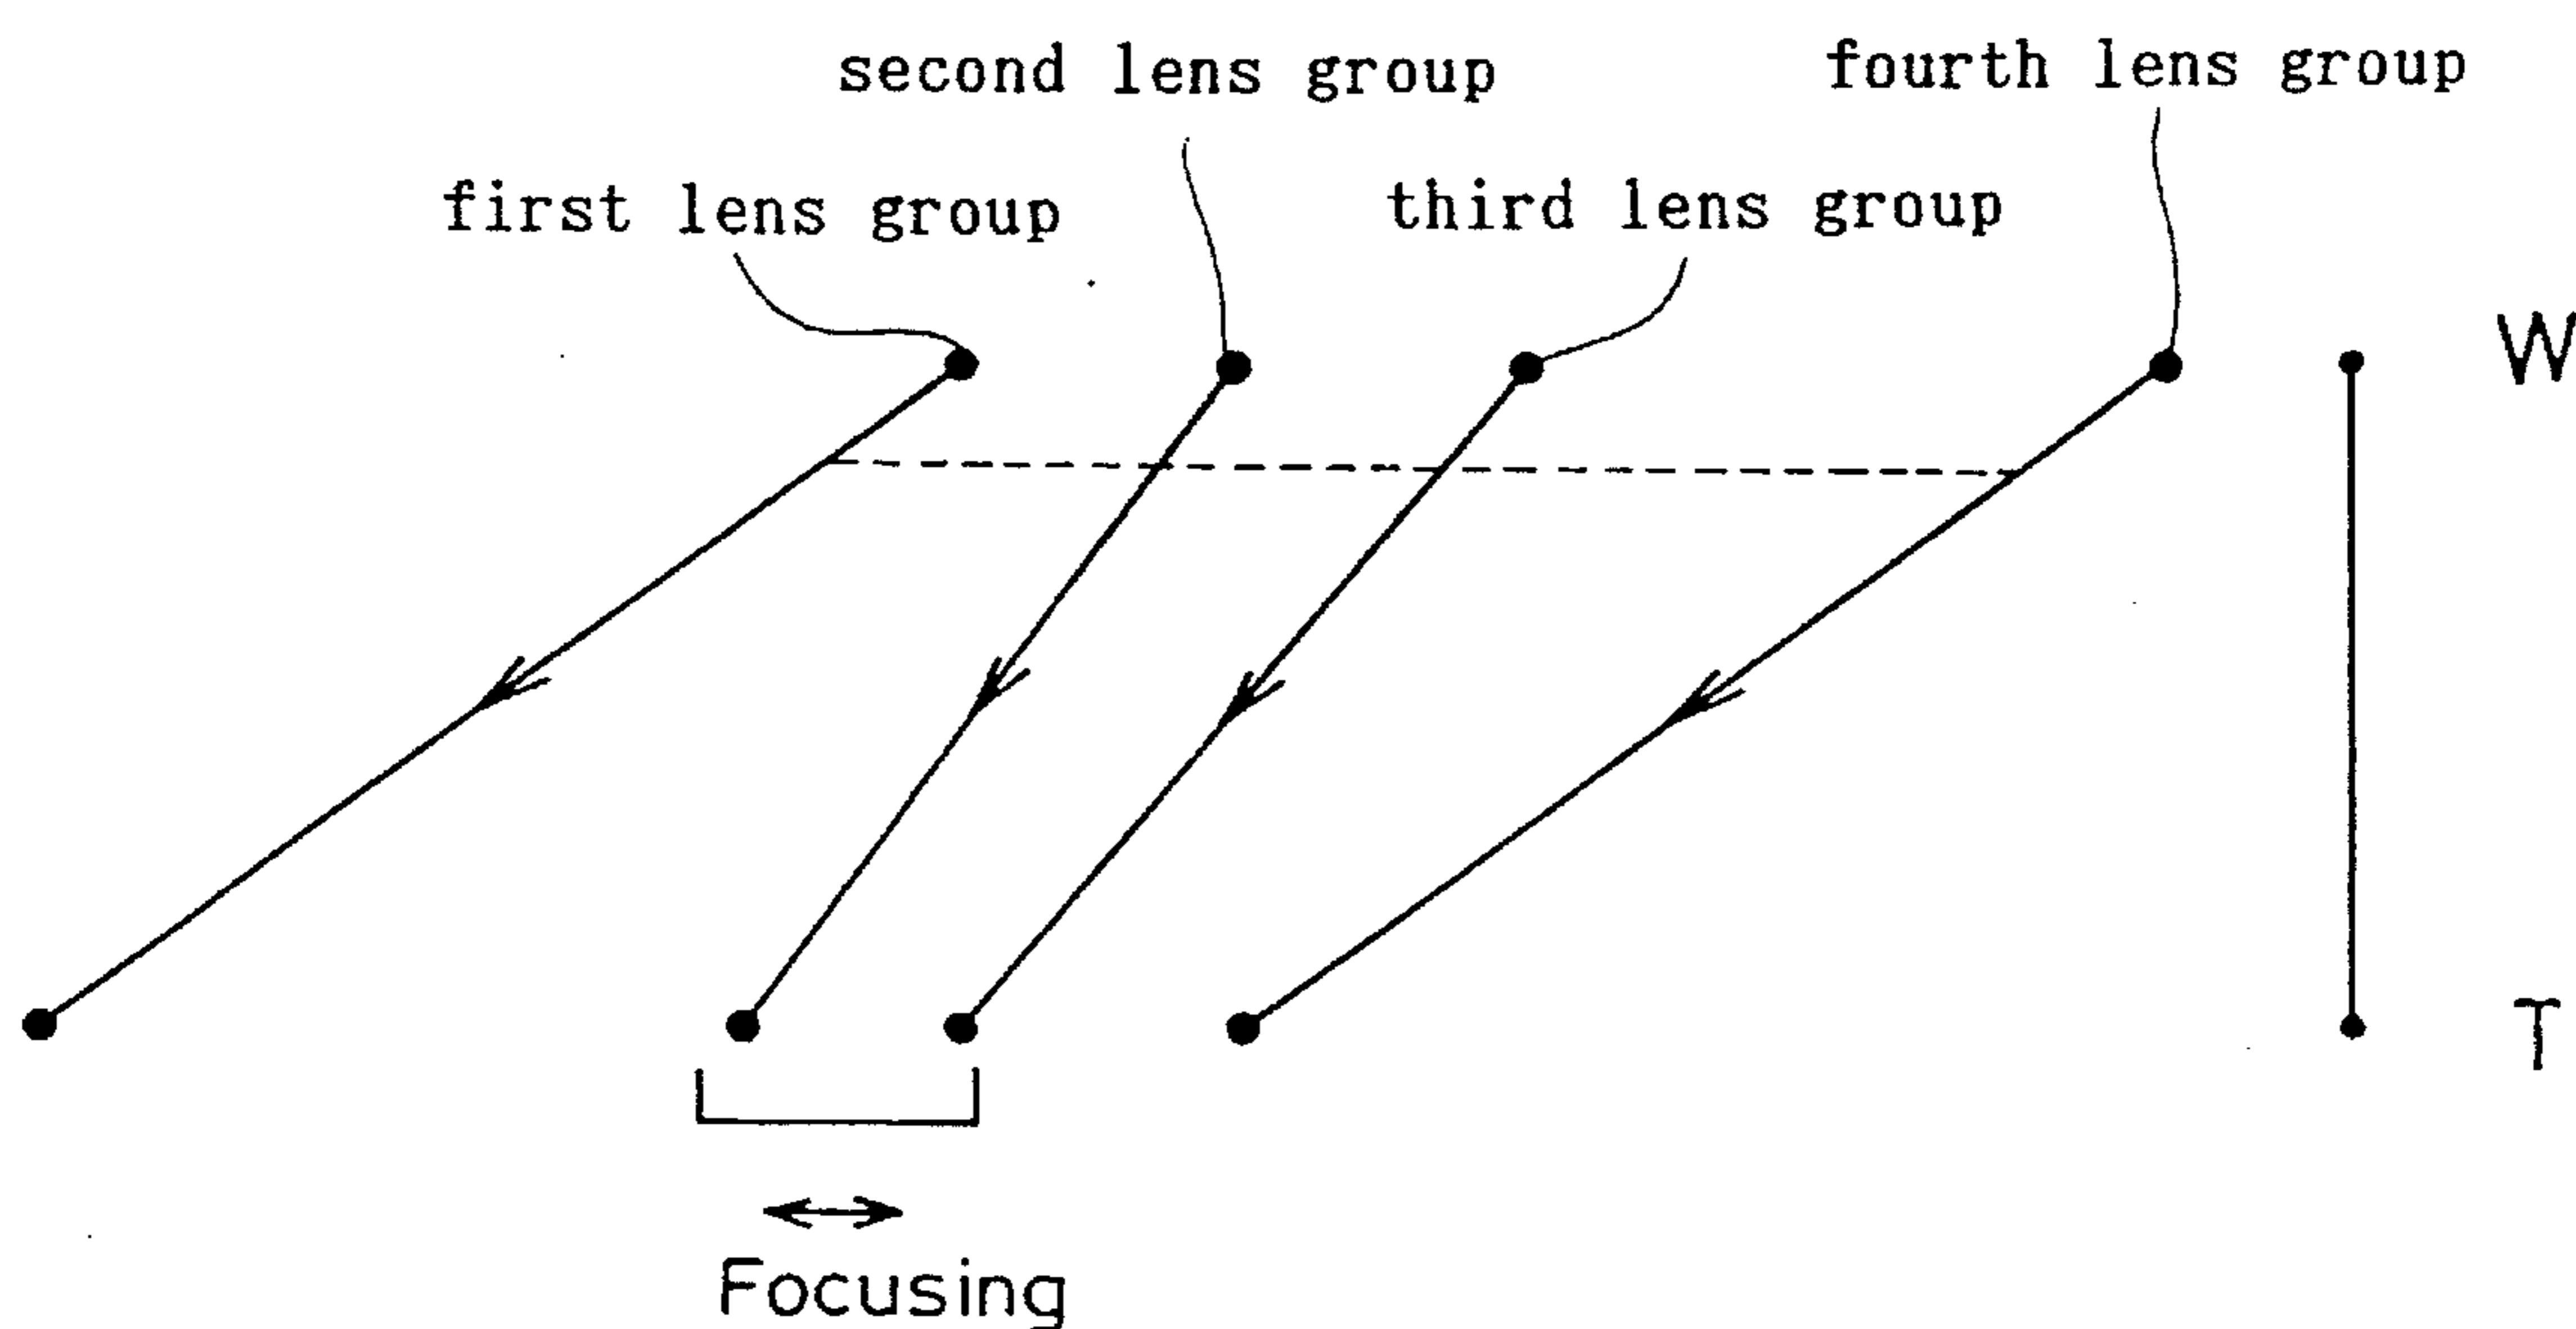 second lens group
fourth lens group
first lens group
third lens group
W
T
Focusing